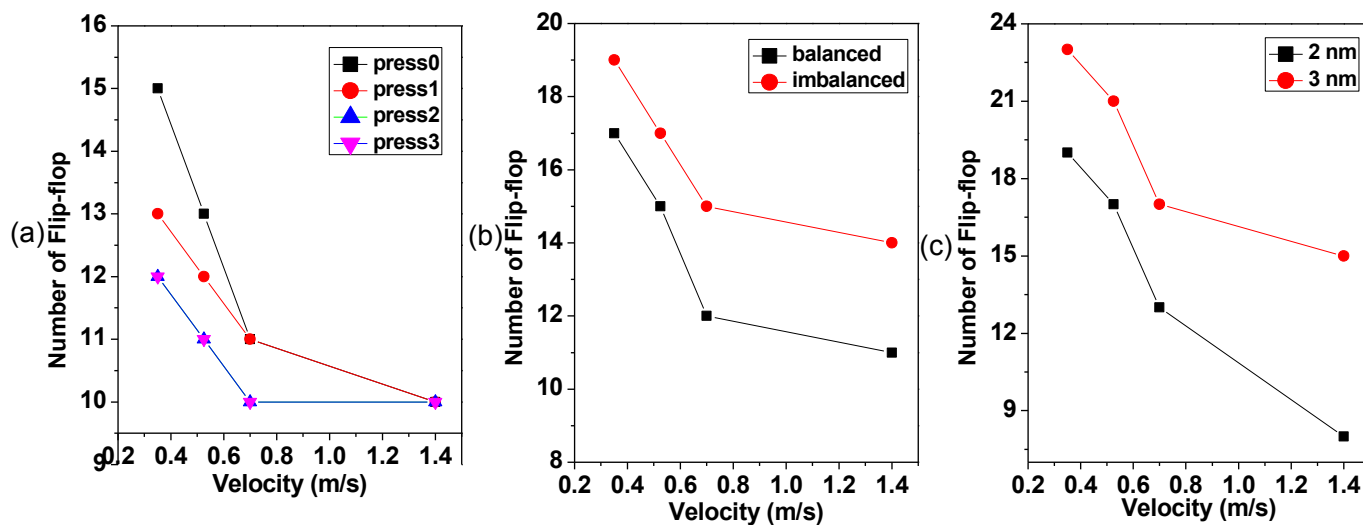 (a)
Number of Flip-flop
16
15
14
13
12
11
10
9
press0
press1
press2
press3
0.2 0.4 0.6 0.8 1.0 1.2 1.4
Velocity (m/s)
(b)
Number of Flip-flop
20
18
16
14
12
10
8
balanced
imbalanced
0.2 0.4 0.6 0.8 1.0 1.2 1.4
Velocity (m/s)
(c)
Number of Flip-flop
24
21
18
15
12
9
2 nm
3 nm
0.2 0.4 0.6 0.8 1.0 1.2 1.4
Velocity (m/s)